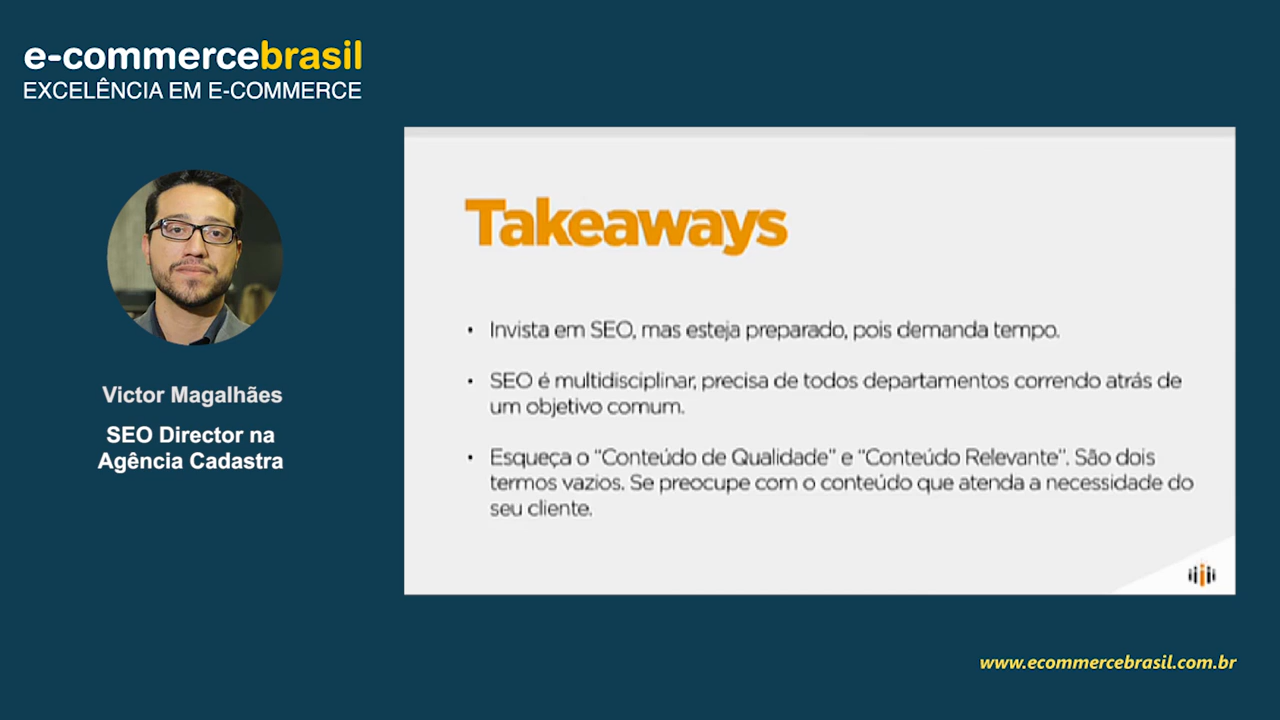 e-commercebrasil
EXCELÊNCIA EM E-COMMERCE
Victor Magalhães
SEO Director na
Agência Cadastra
Takeaways
• Invista em SEO, mas esteja preparado, pois demanda tempo.
• SEO é multidisciplinar, precisa de todos departamentos correndo atrás de
um objetivo comum.
• Esqueça o “Conteúdo de Qualidade” e “Conteúdo Relevante”. São dois
termos vazios. Se preocupe com o conteúdo que atenda a necessidade do
seu cliente.
www.ecommercebrasil.com.br